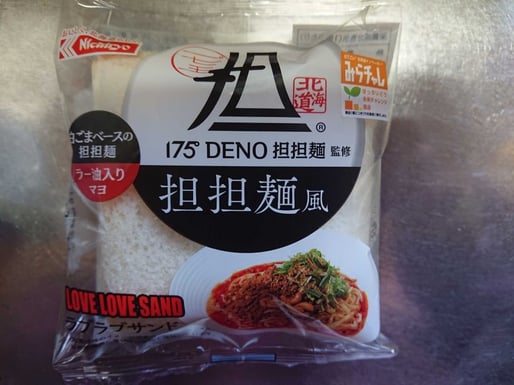 Nichiryo
担
北海道
®
175° DENO 担担麺 監修
みらチャレ
白ごまベースの
担担麺
ラー油入り
マヨ
担担麺風
LOVE LOVE SAND
ラブラブサンド